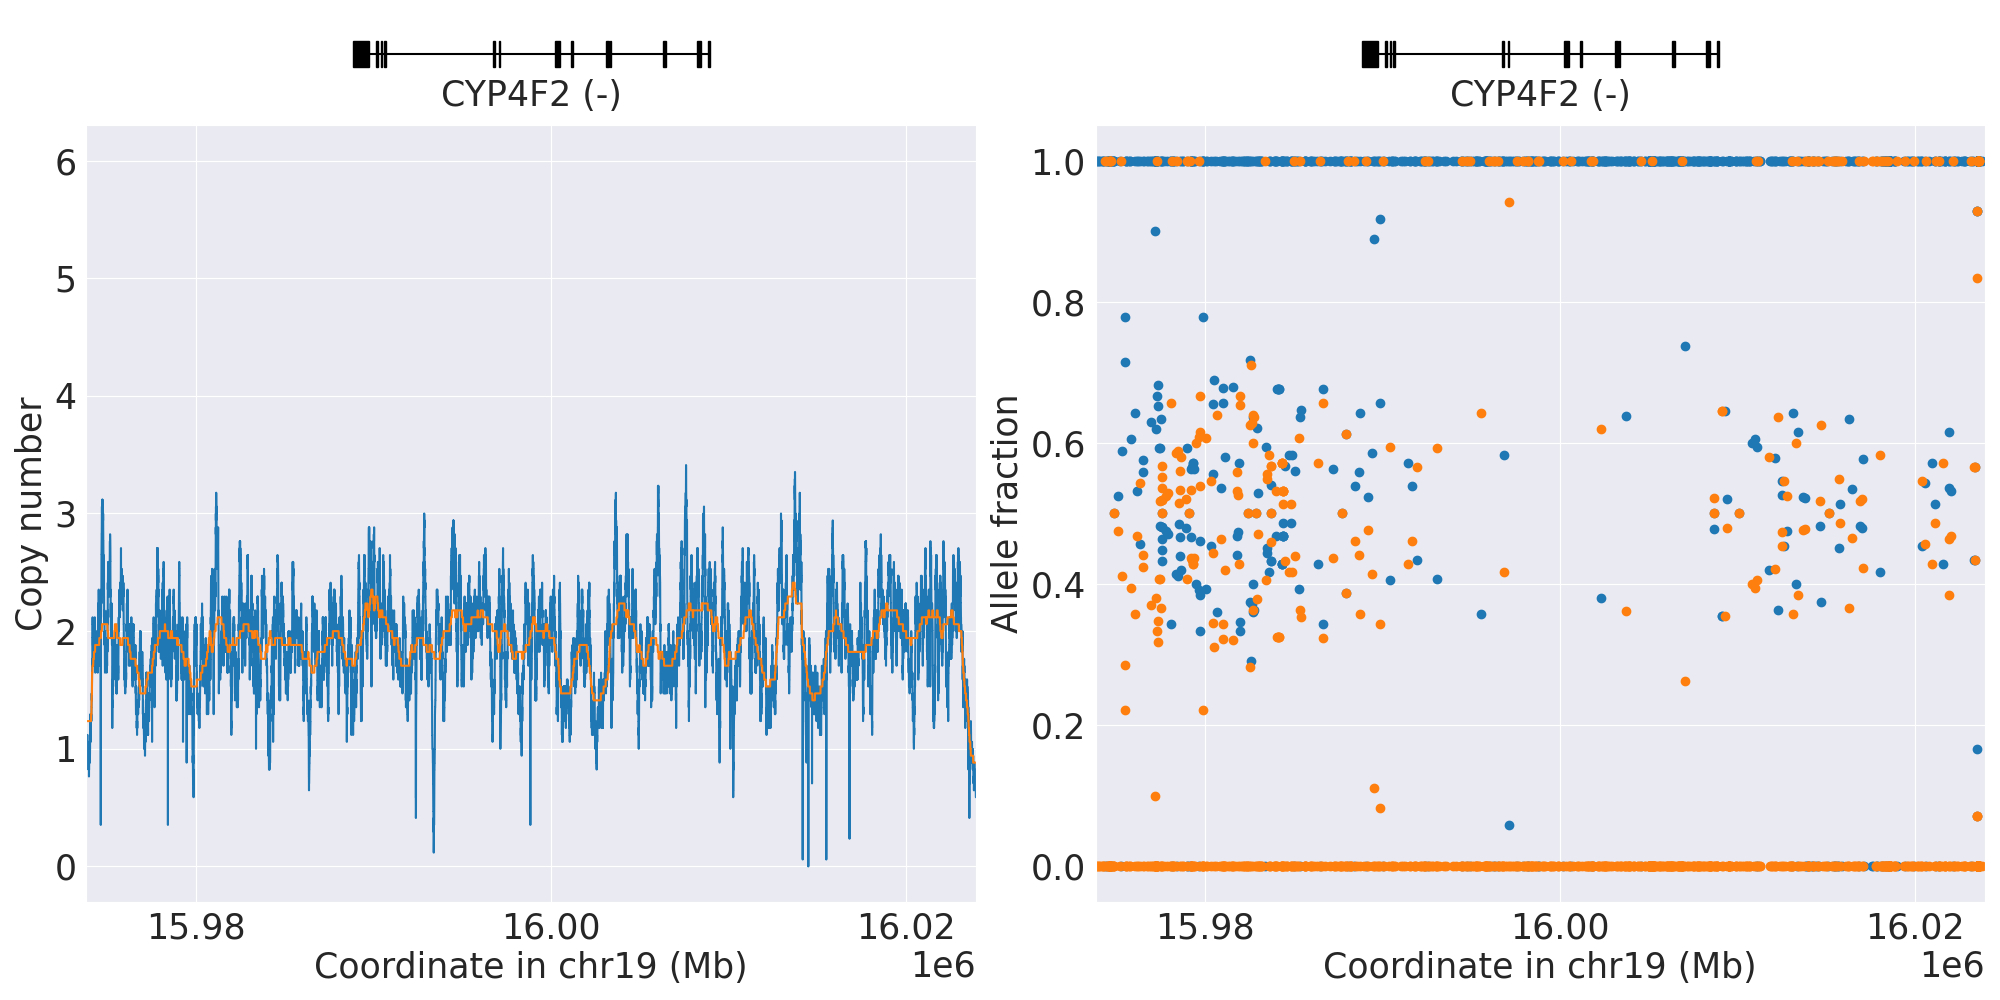 CYP4F2 (-)
6
5
4
3
2
1
0
Copy number
15.98
16.00
16.02
1e6
Coordinate in chr19 (Mb)
CYP4F2 (-)
1.0
0.8
0.6
0.4
0.2
0.0
Allele fraction
15.98
16.00
16.02
1e6
Coordinate in chr19 (Mb)